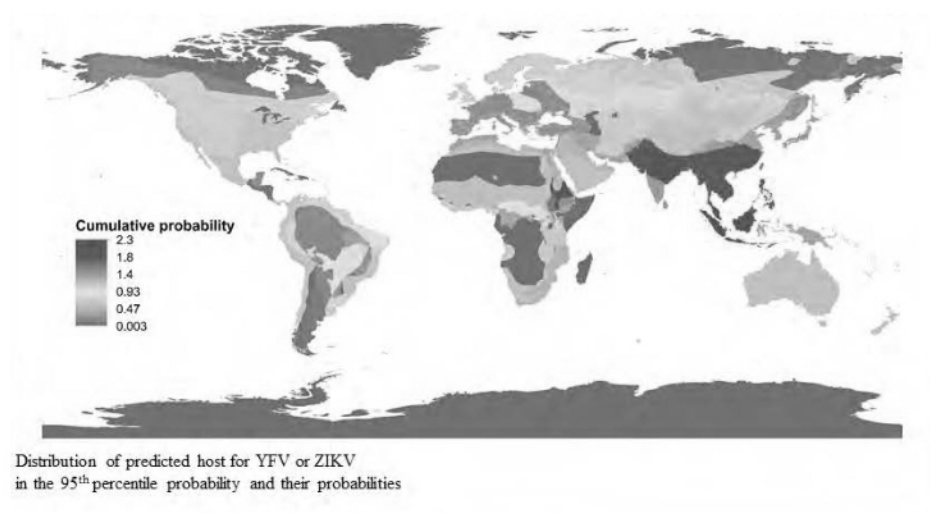 Cumulative probability
2.3
1.8
1.4
0.93
0.47
0.003
Distribution of predicted host for YFV or ZIKV
in the 95th percentile probability and their probabilities